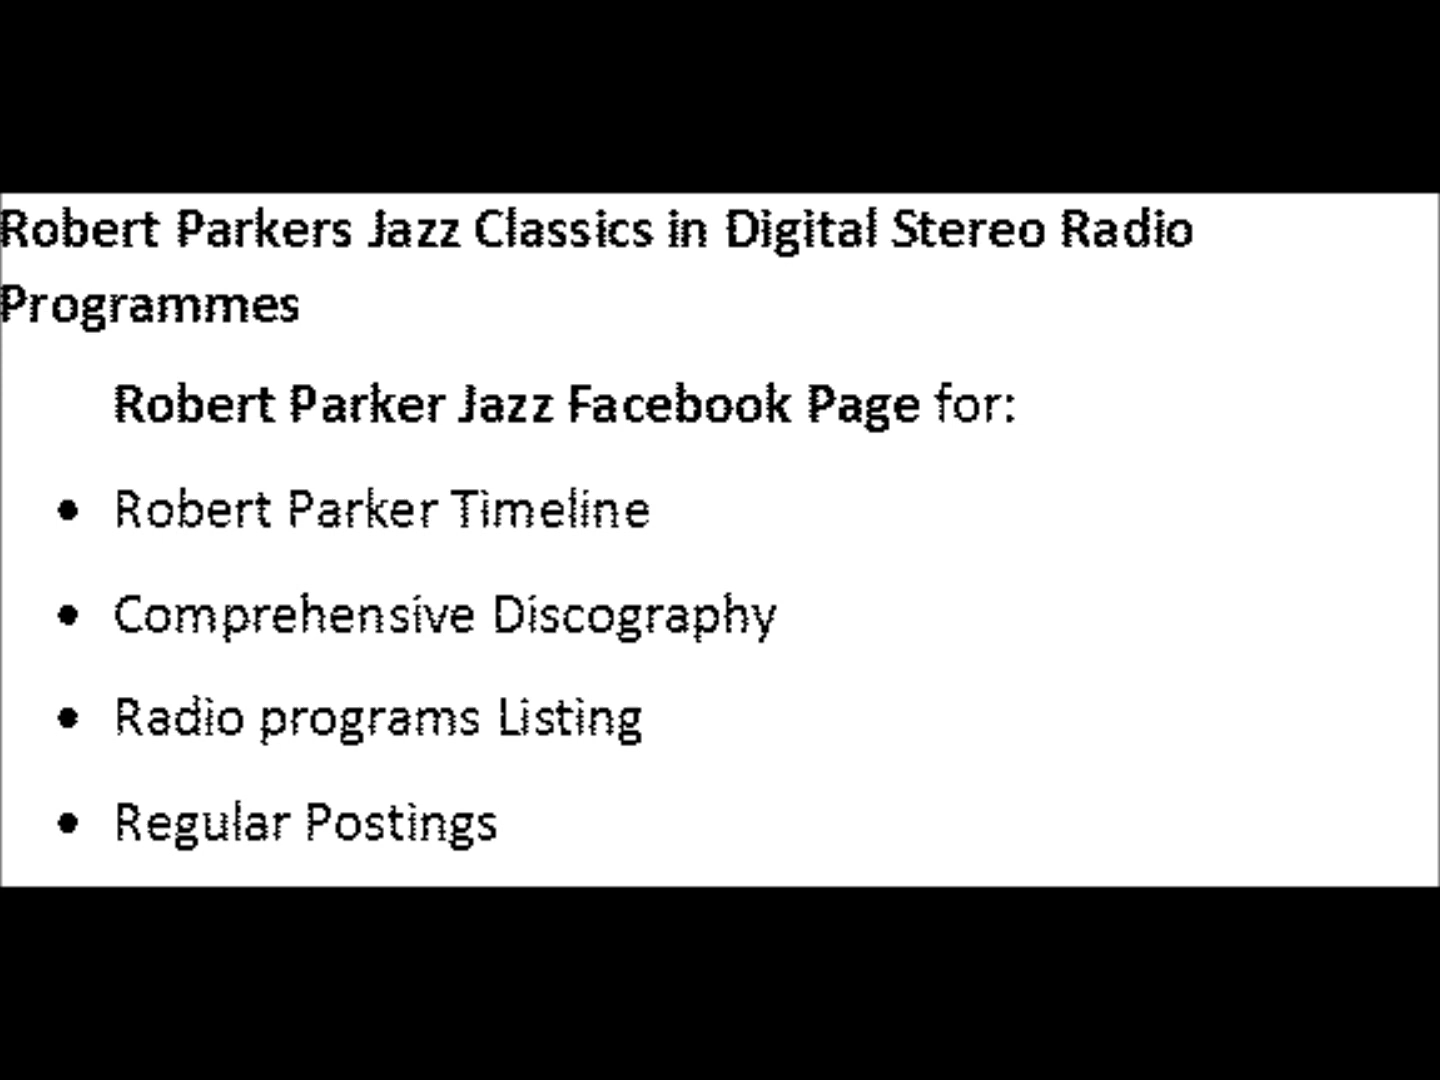 Robert Parkers Jazz Classics in Digital Stereo Radio
Programmes
Robert Parker Jazz Facebook Page for:
• Robert Parker Timeline
• Comprehensive Discography
• Radio programs Listing
• Regular Postings